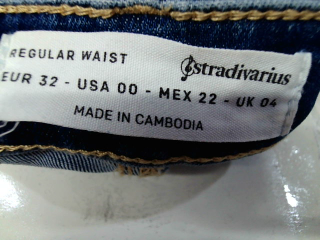 REGULAR WAIST
stradivarius
EUR 32 - USA 00 - MEX 22 - UK 04
MADE IN CAMBODIA